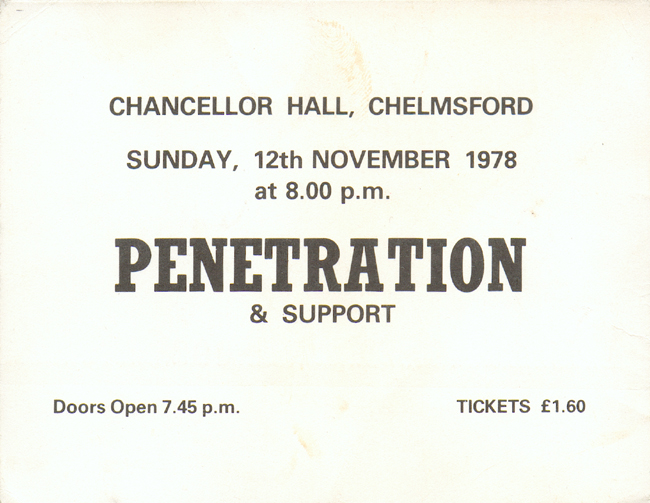 CHANCELLOR HALL, CHELMSFORD
SUNDAY, 12th NOVEMBER 1978
at 8.00 p.m.
PENETRATION
& SUPPORT
Doors Open 7.45 p.m.
TICKETS £1.60